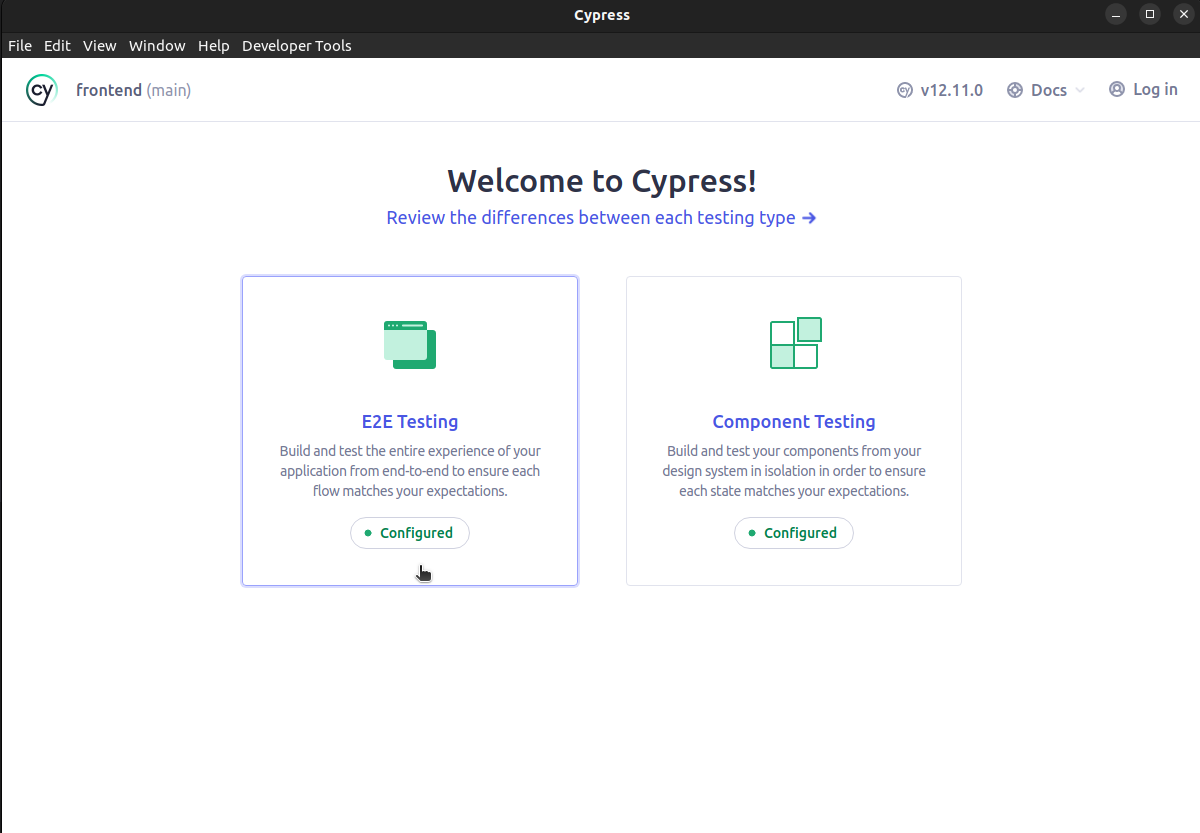 Cypress
File Edit View Window Help Developer Tools
cy frontend (main) cy v12.11.0 Docs Log in
Welcome to Cypress!
Review the differences between each testing type →
E2E Testing
Build and test the entire experience of your
application from end-to-end to ensure each
flow matches your expectations.
Configured
Component Testing
Build and test your components from your
design system in isolation in order to ensure
each state matches your expectations.
Configured